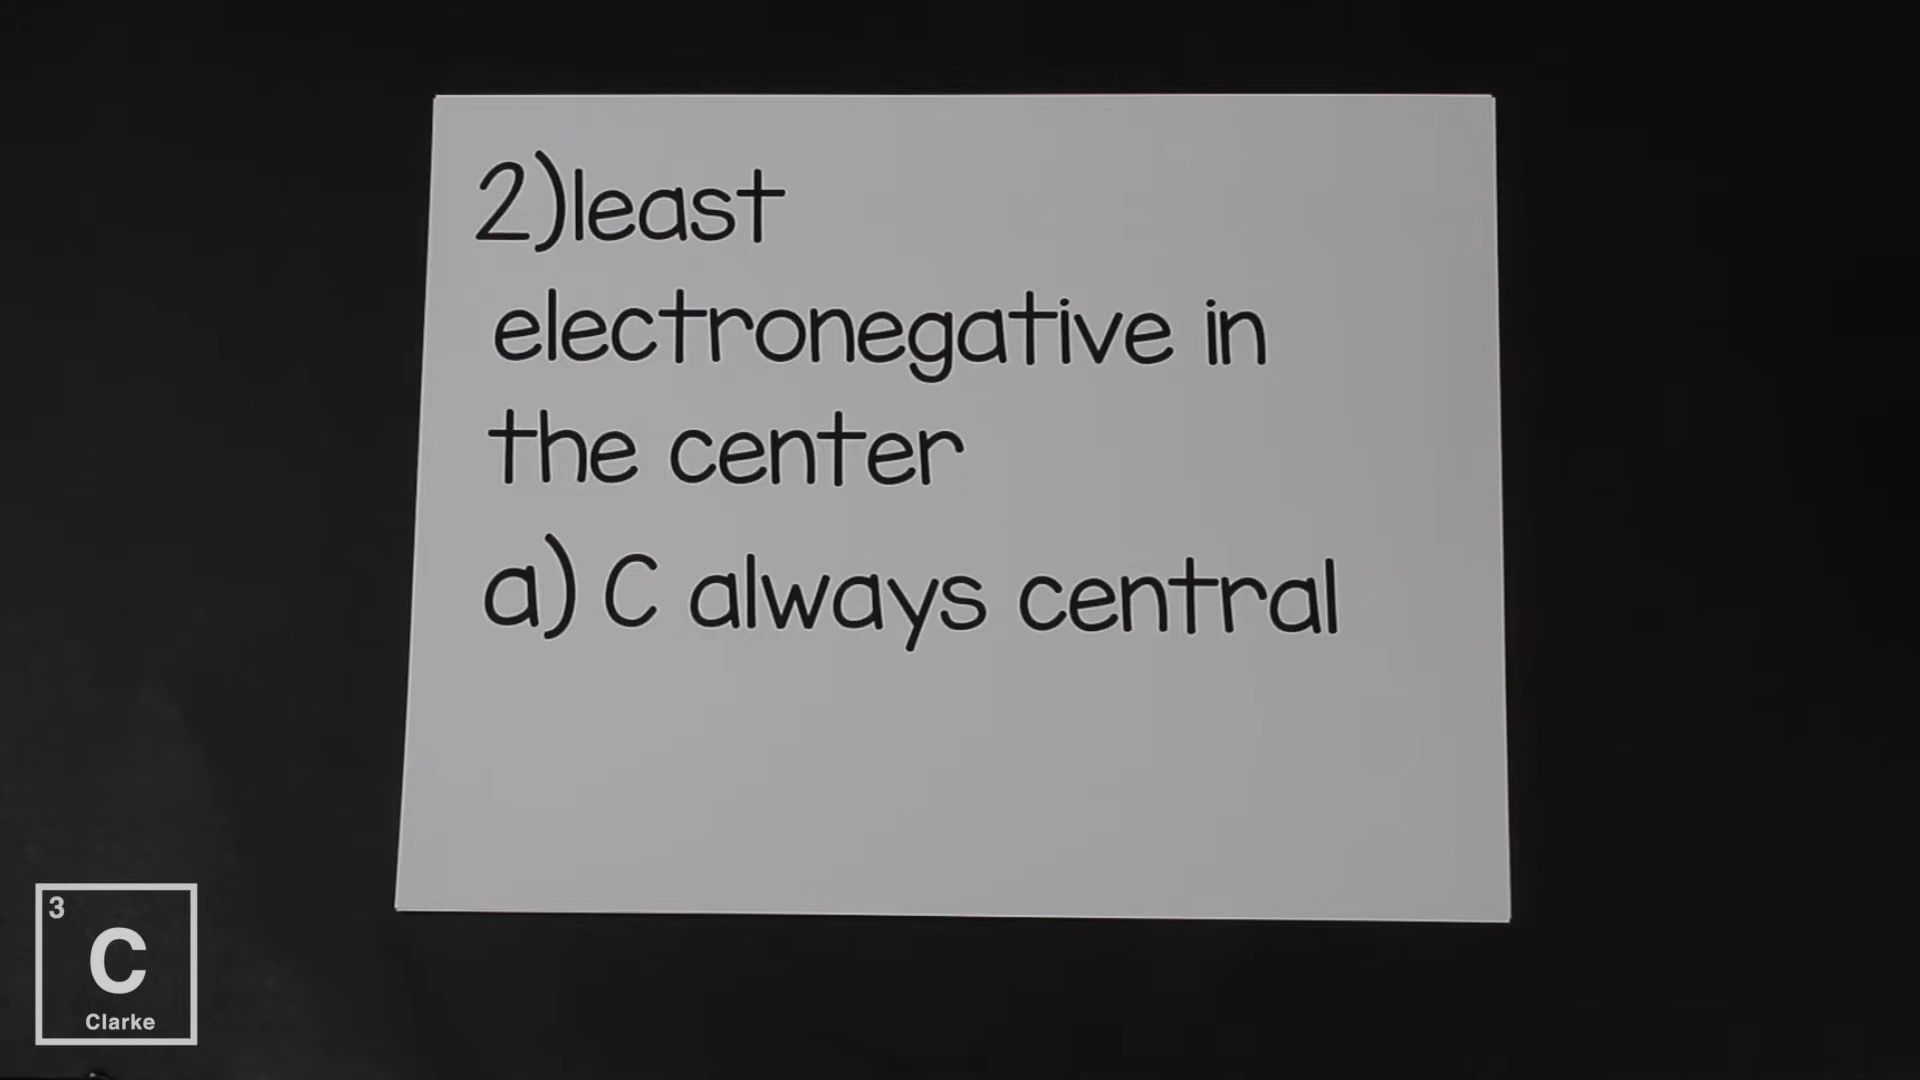 2)least
electronegative in
the center
a) C always central
3
C
Clarke